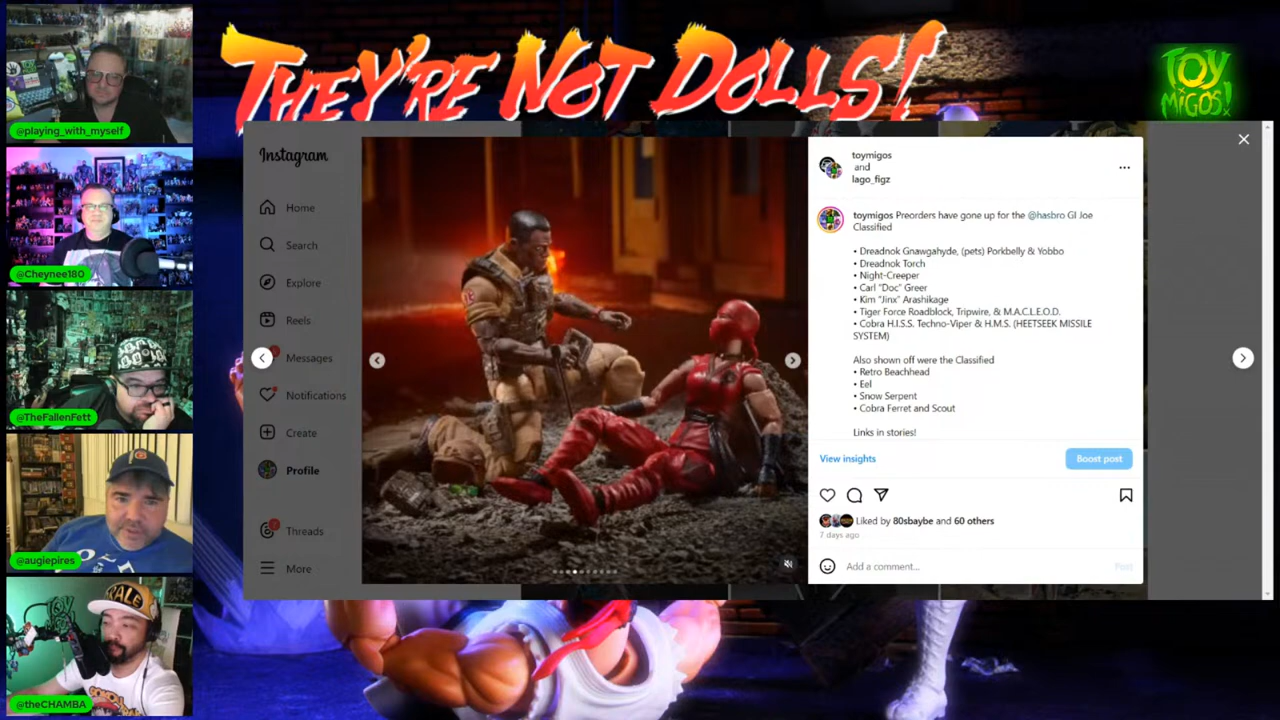 THEY'RE NOT DOLLS!
TOY
MIGOS!
@playing_with_myself
@Cheynee180
@TheFallenFett
@augiepires
@theCHAMBA
Instagram
Home
Search
Explore
Reels
Messages
Notifications
Create
Profile
Threads
More
toymigos
and
lago_figz
toymigos Preorders have gone up for the @hasbro GI Joe
Classified
• Dreadnok Gnawgahyde, (pets) Porkbelly & Yobbo
• Dreadnok Torch
• Night-Creeper
• Carl "Doc" Greer
• Kim "Jinx" Arashikage
• Tiger Force Roadblock, Tripwire, & M.A.C.L.E.O.D.
• Cobra H.I.S.S. Techno-Viper & H.M.S. (HEETSEEK MISSILE
SYSTEM)
Also shown off were the Classified
• Retro Beachhead
• Eel
• Snow Serpent
• Cobra Ferret and Scout
Links in stories!
View insights
Boost post
Liked by 80sbaybe and 60 others
7 days ago
Add a comment...
Post